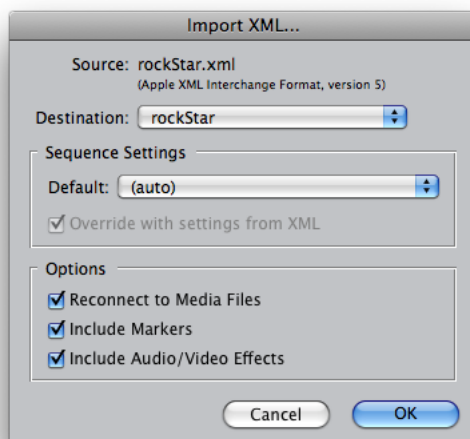 Import XML...
Source: rockStar.xml
(Apple XML Interchange Format, version 5)
Destination: rockStar
Sequence Settings
Default: (auto)
Override with settings from XML
Options
Reconnect to Media Files
Include Markers
Include Audio/Video Effects
Cancel OK